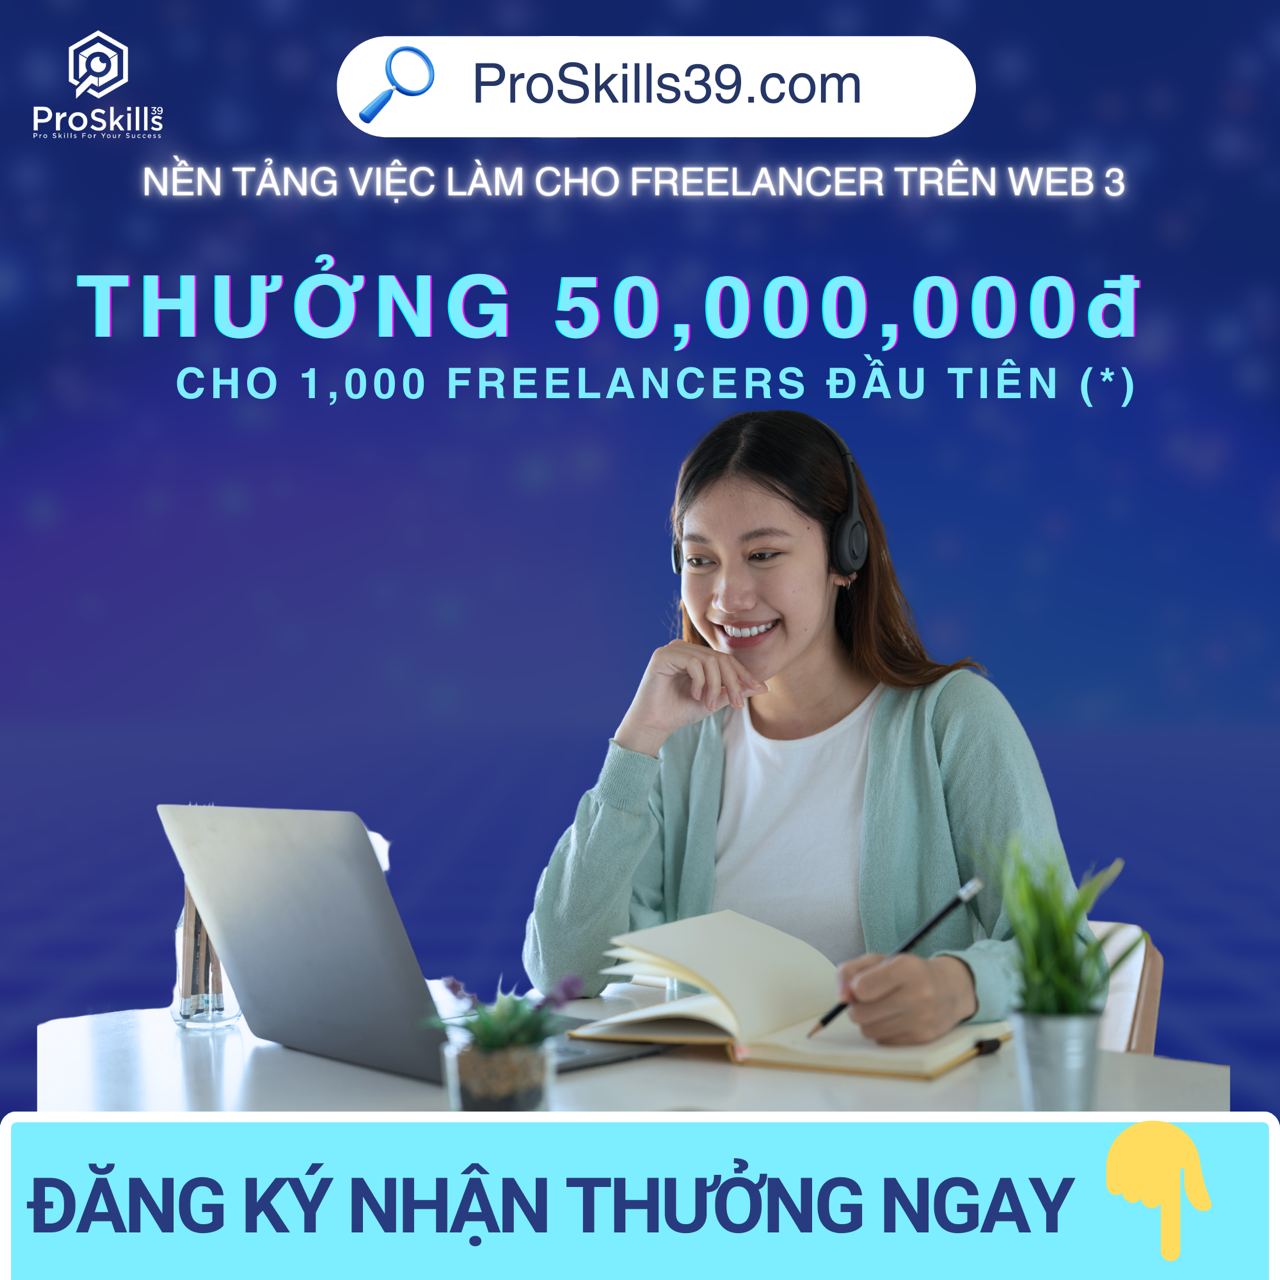 ProSkills39
Pro Skills For Your Success
ProSkills39.com
NỀN TẢNG VIỆC LÀM CHO FREELANCER TRÊN WEB 3
THƯỞNG 50,000,000đ
CHO 1,000 FREELANCERS ĐẦU TIÊN (*)
ĐĂNG KÝ NHẬN THƯỞNG NGAY